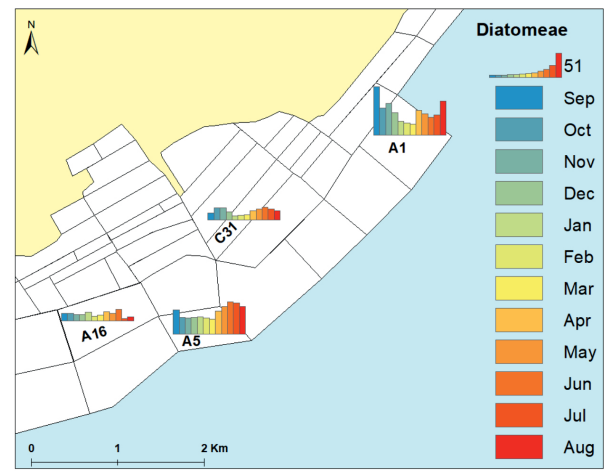 N
Diatomeae
51
Sep
Oct
Nov
Dec
Jan
Feb
Mar
Apr
May
Jun
Jul
Aug
A1
C31
A16
A5
0 1 2 Km